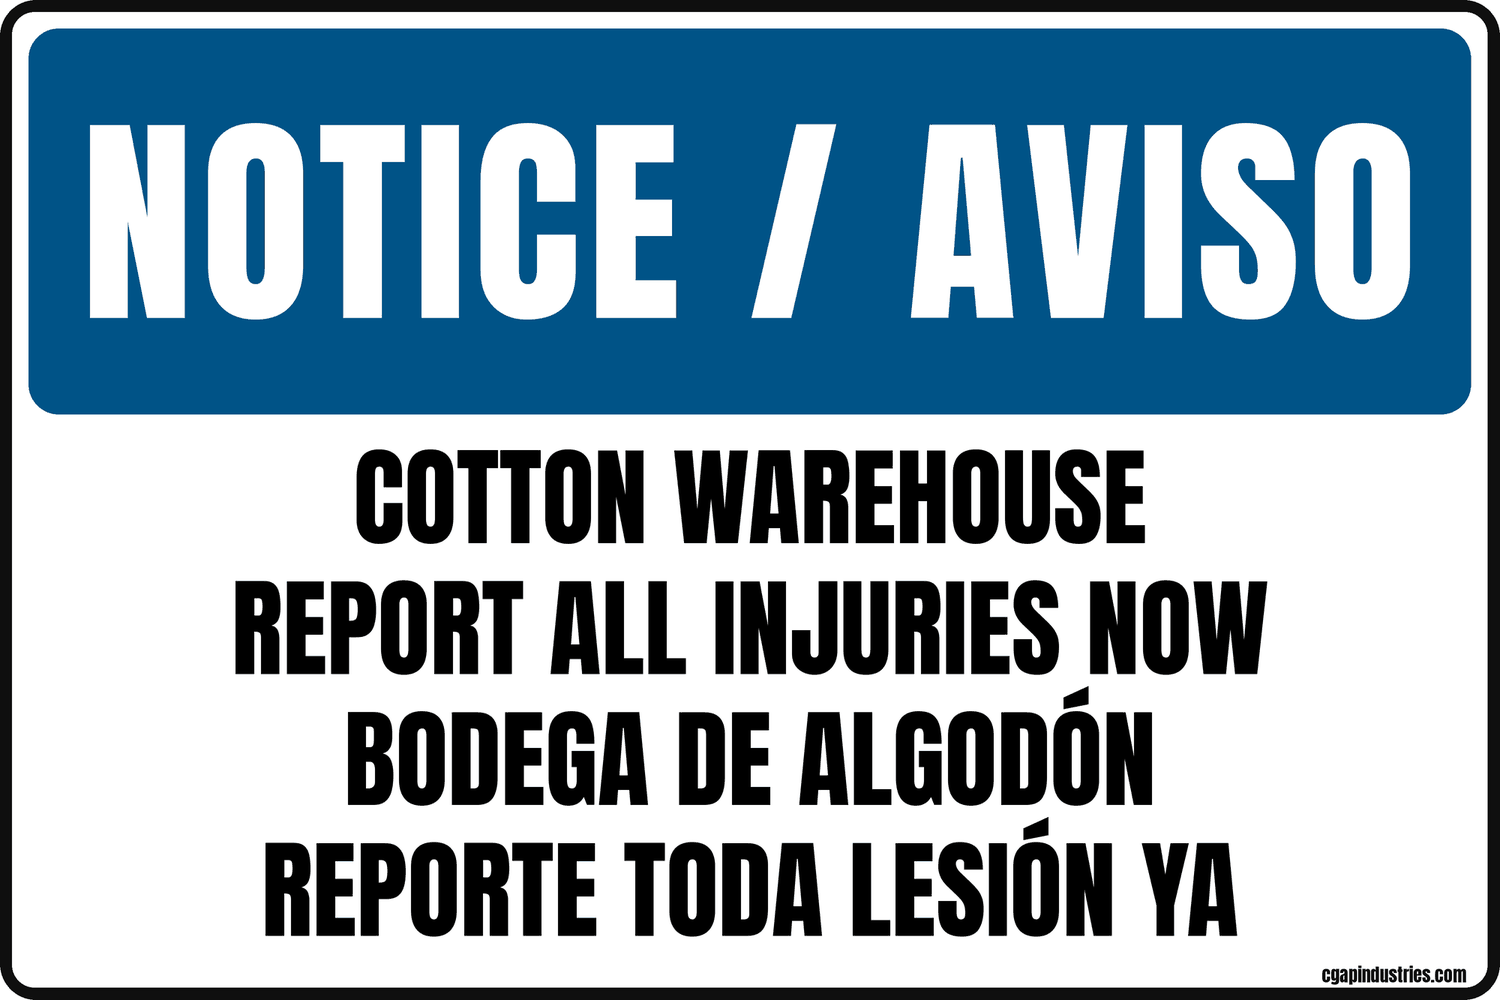 NOTICE / AVISO
COTTON WAREHOUSE
REPORT ALL INJURIES NOW
BODEGA DE ALGODÓN
REPORTE TODA LESIÓN YA
cgapindustries.com